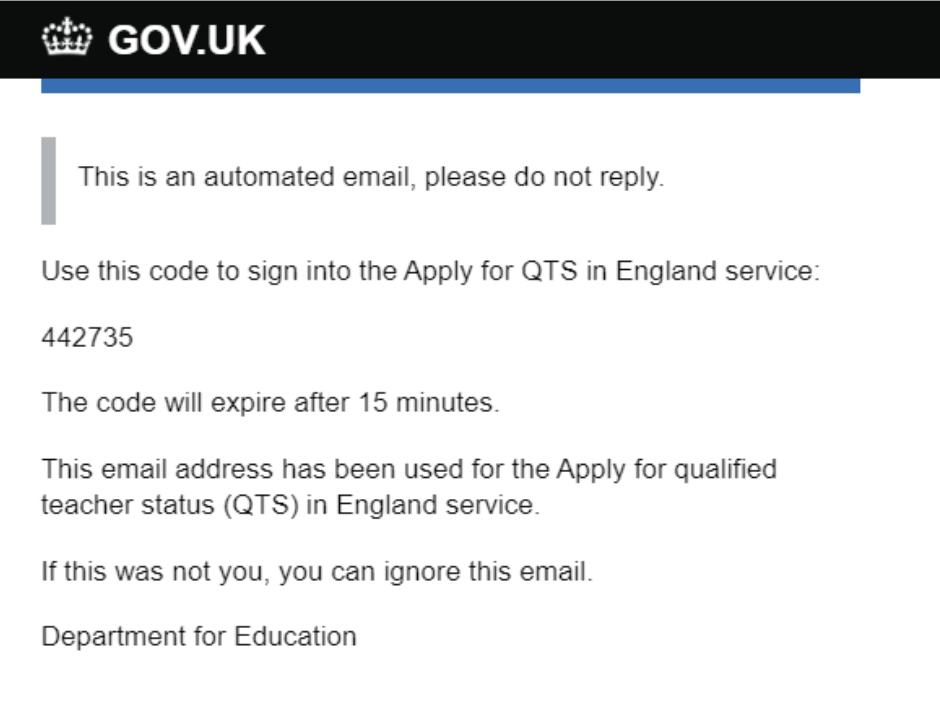 GOV.UK
This is an automated email, please do not reply.
Use this code to sign into the Apply for QTS in England service:
442735
The code will expire after 15 minutes.
This email address has been used for the Apply for qualified
teacher status (QTS) in England service.
If this was not you, you can ignore this email.
Department for Education